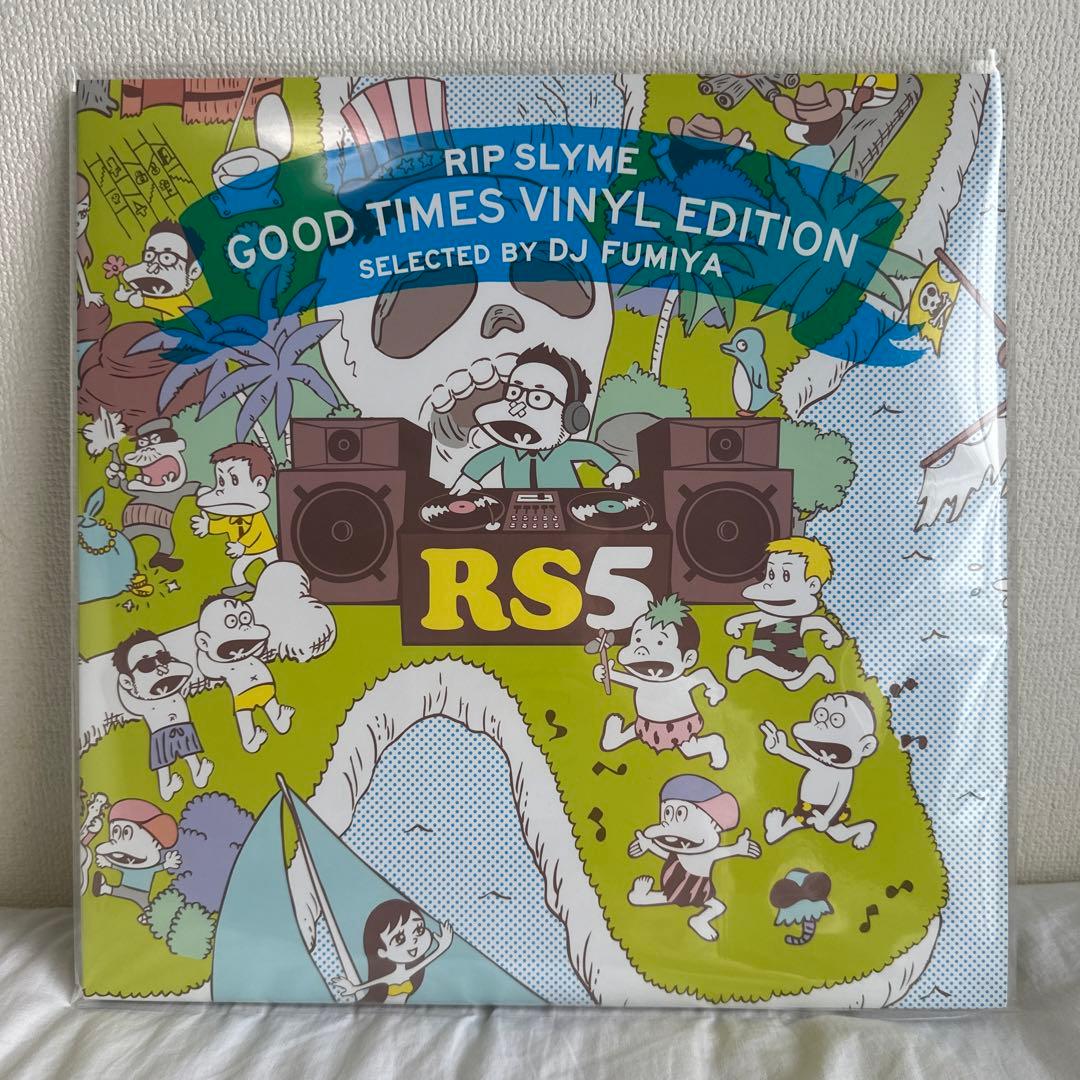 RIP SLYME
GOOD TIMES VINYL EDITION
SELECTED BY DJ FUMIYA
RS5